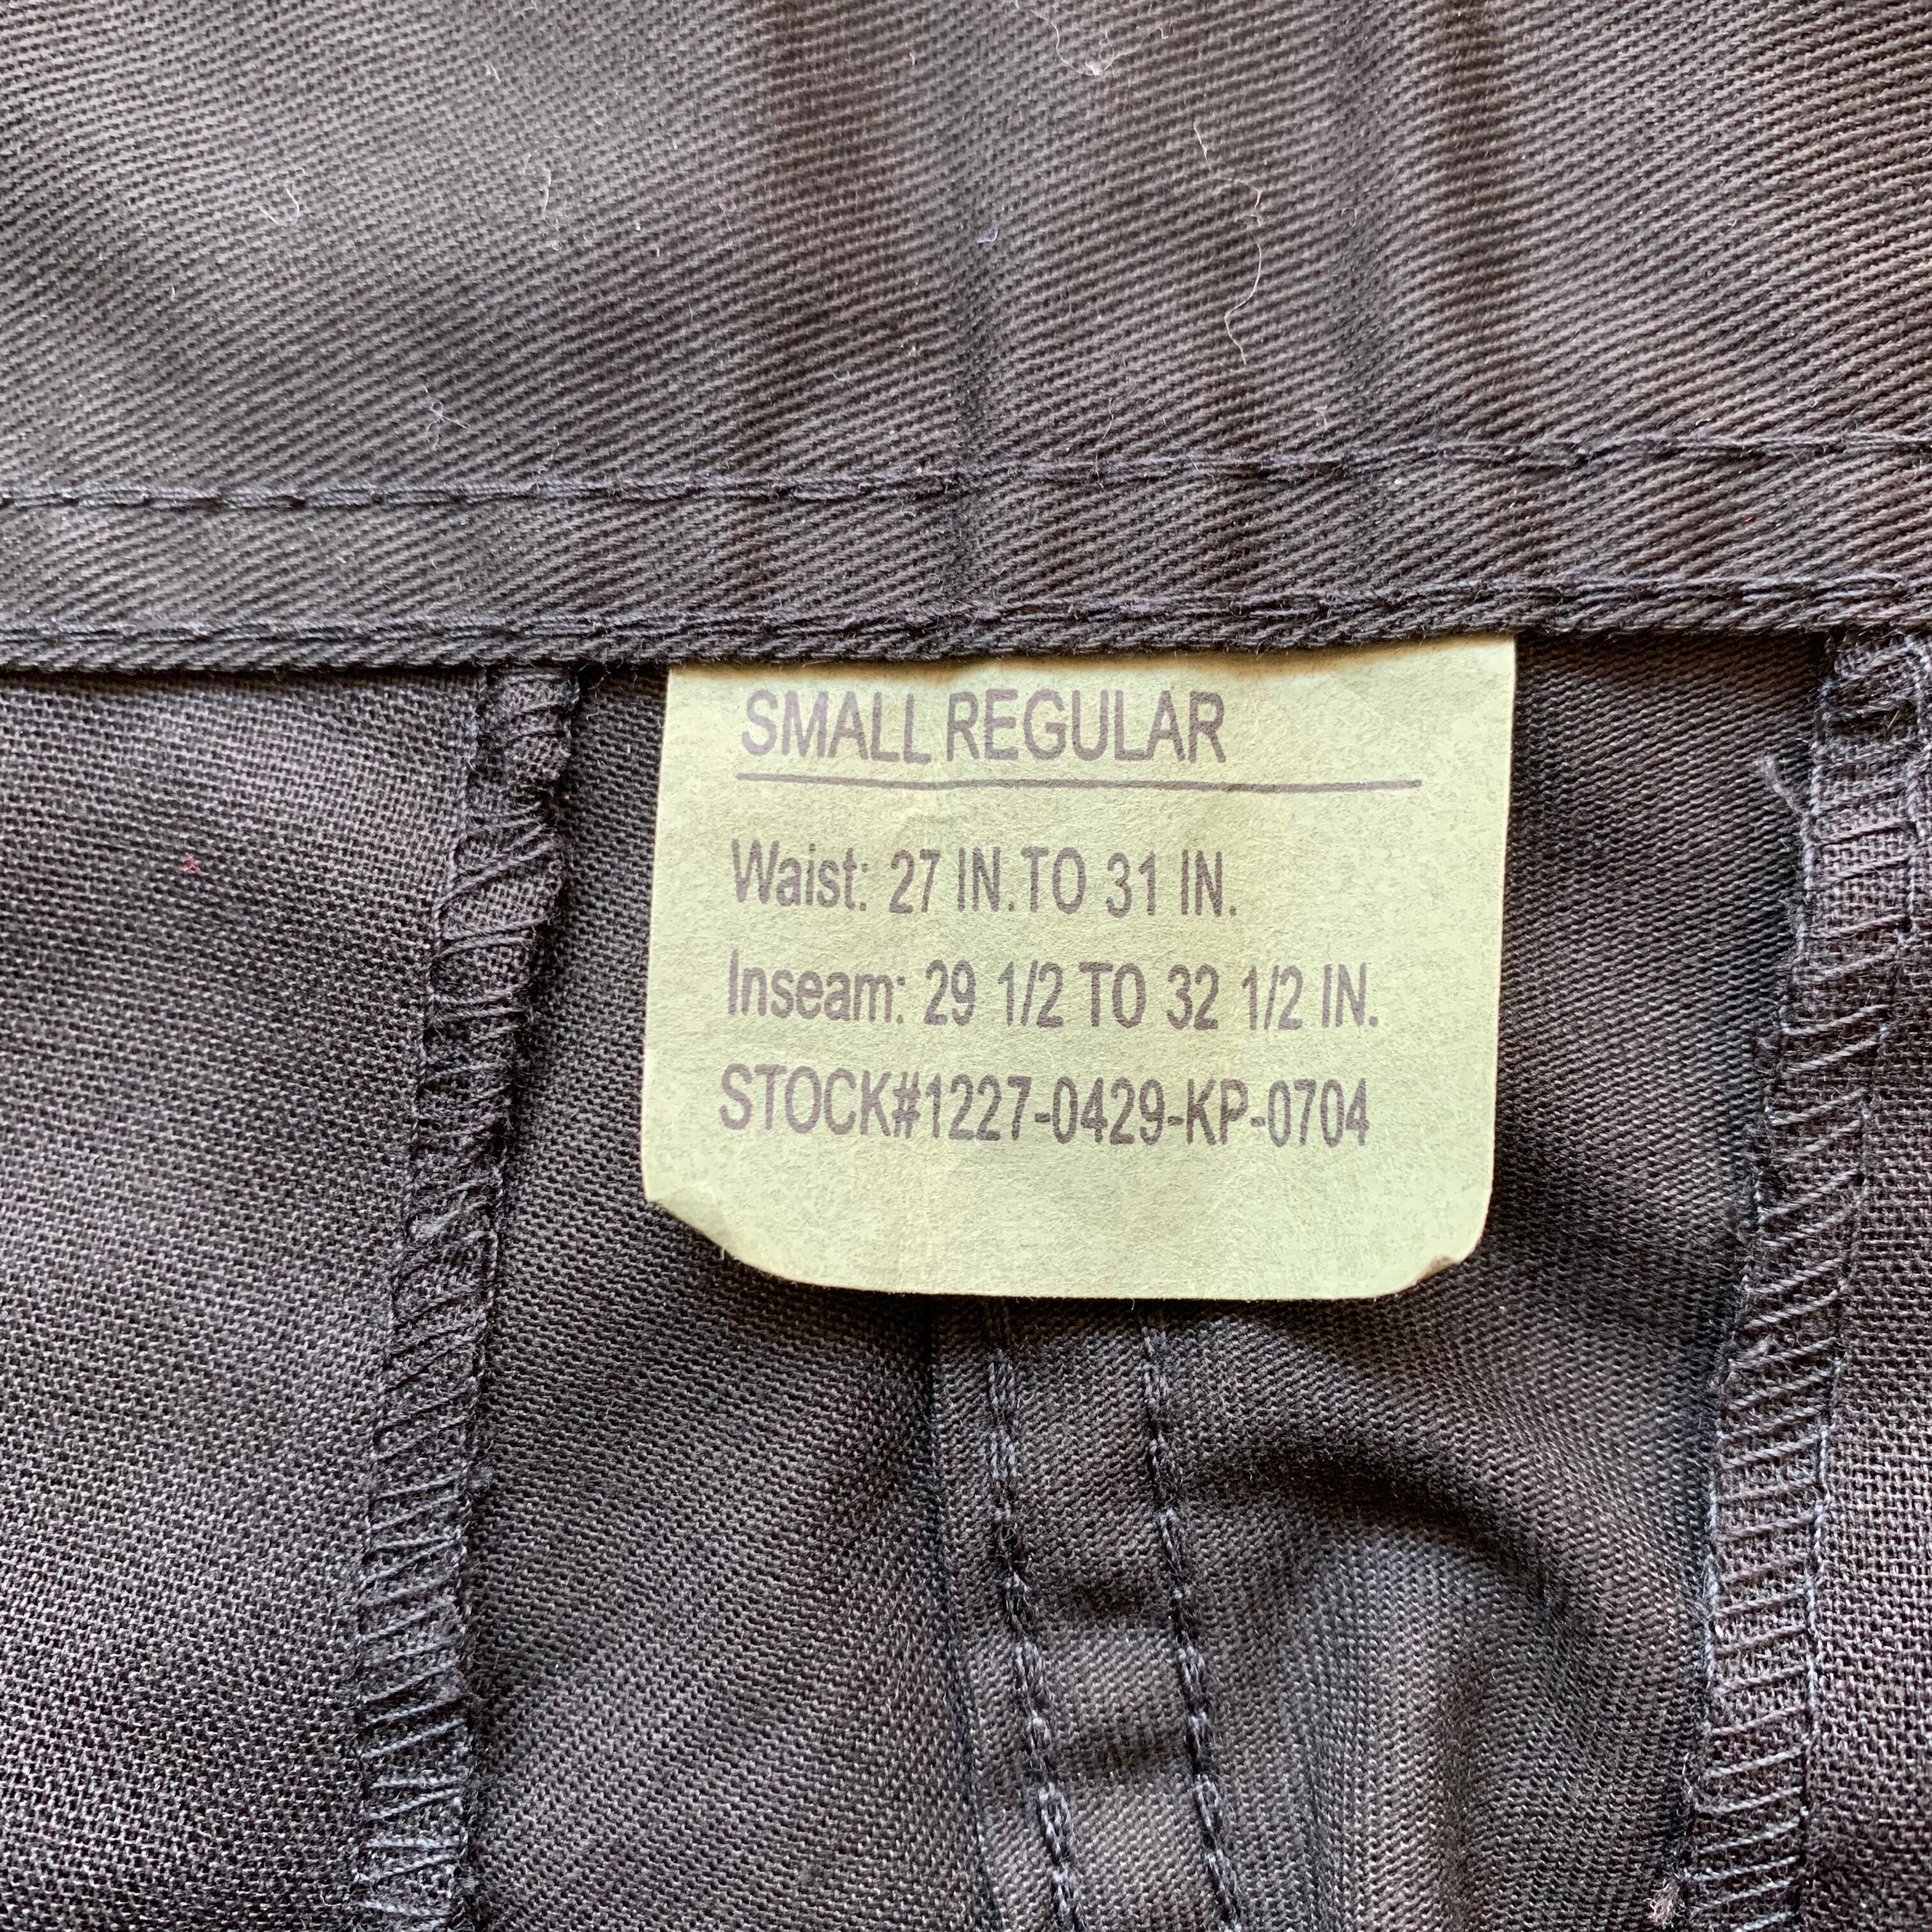 SMALL REGULAR
Waist: 27 IN.TO 31 IN.
Inseam: 29 1/2 TO 32 1/2 IN.
STOCK#1227-0429-KP-0704